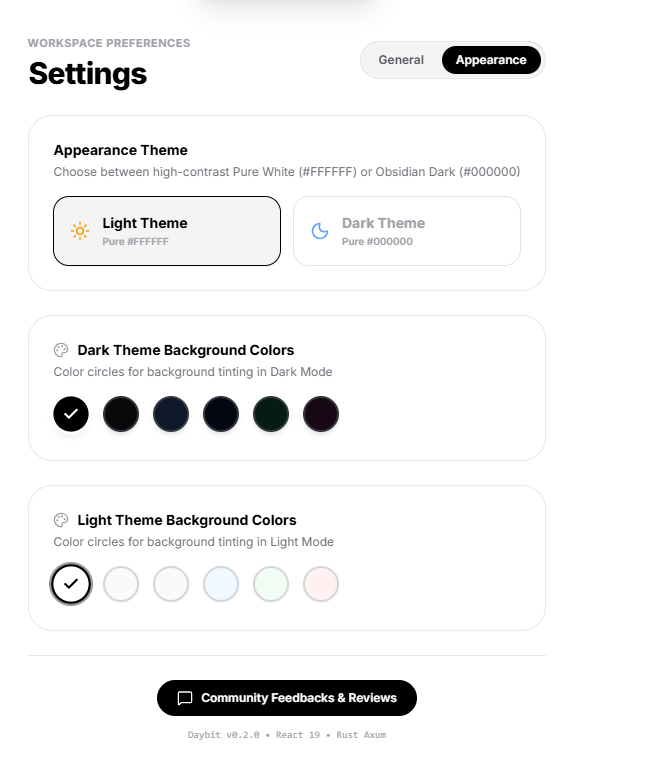 WORKSPACE PREFERENCES
Settings
General
Appearance
Appearance Theme
Choose between high-contrast Pure White (#FFFFFF) or Obsidian Dark (#000000)
Light Theme
Pure #FFFFFF
Dark Theme
Pure #000000
Dark Theme Background Colors
Color circles for background tinting in Dark Mode
Light Theme Background Colors
Color circles for background tinting in Light Mode
Community Feedbacks & Reviews
Daybit v0.2.0 • React 19 • Rust Axum